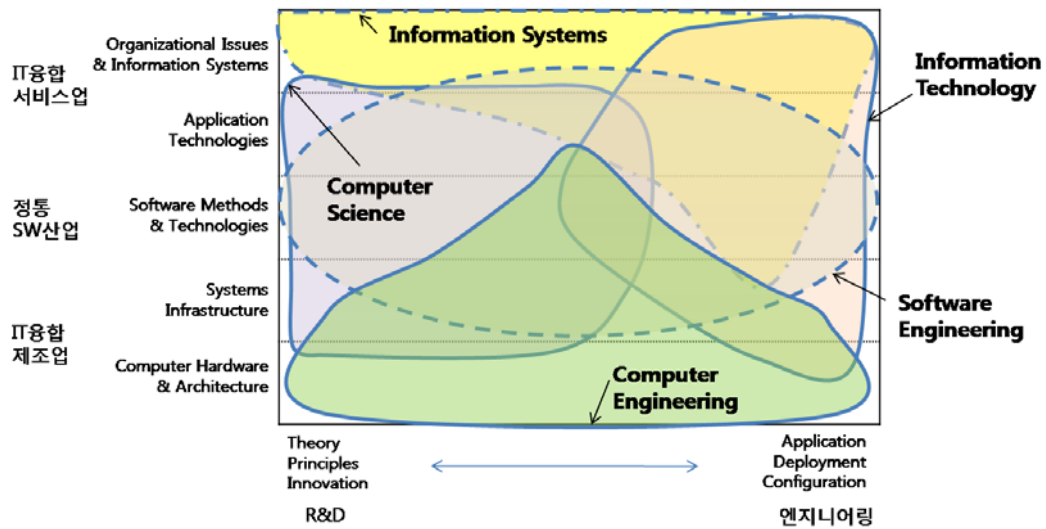 Information Systems
Organizational Issues
& Information Systems
IT융합
서비스업
Information
Technology
Application
Technologies
Computer
Science
정통
SW산업
Software Methods
& Technologies
Systems
Infrastructure
Software
Engineering
IT융합
제조업
Computer Hardware
& Architecture
Computer
Engineering
Theory
Principles
Innovation
Application
Deployment
Configuration
R&D
엔지니어링